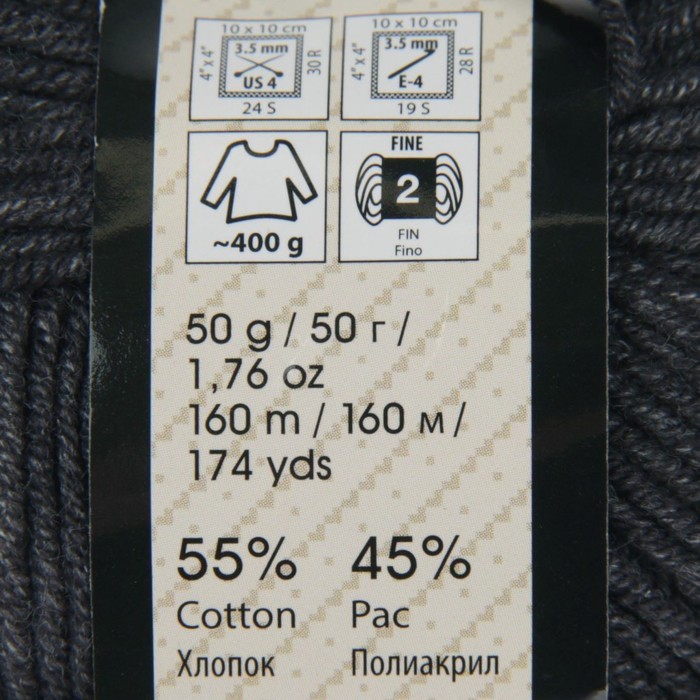 10 x 10 cm
4" x 4"
3.5 mm
US 4
30 R
24 S
10 x 10 cm
4" x 4"
3.5 mm
E-4
28 R
19 S
~400 g
FINE
2
FIN
Fino
50 g / 50 г /
1,76 oz
160 m / 160 м /
174 yds
55% 45%
Cotton Pac
Хлопок Полиакрил